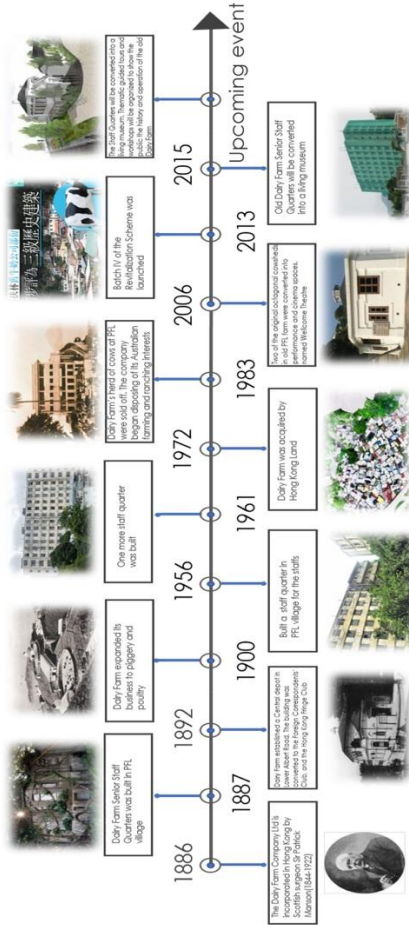 1886
The Dairy Farm Company Ltd is
incorporated in Hong Kong by
Scottish surgeon Sir Patrick
Manson(1844-1922)
1887
Dairy Farm Senior Staff
Quarters was built in PFL
village
1892
Dairy Farm established a Central depot in
Lower Albert Road. The building was
converted to the Foreign Correspondents'
Club, and the Hong Kong Fringe Club.
1900
Dairy Farm expanded its
business to piggery and
poultry
1956
Built a staff quarter in
PFL village for the staffs
1961
One more staff quarter
was built
1972
Dairy Farm was acquired by
Hong Kong Land
1983
Dairy Farm's herd of cows at PFL
were sold off. The company
began disposing of its Australian
farming and ranching interests
2006
Two of the original octagonal cowsheds
in old PFL farm were converted into
performance and cinema spaces,
named Wellcome Theatre
2013
評為三級歷史建築
Batch IV of the
Revitalization Scheme was
launched
2015
Old Dairy Farm Senior Staff
Quarters will be converted
into a living museum
Upcoming event
The Staff Quarters will be converted into a
living museum. Thematic guided tours and
workshops will be organized to show the
public the history and operation of the old
Dairy Farm